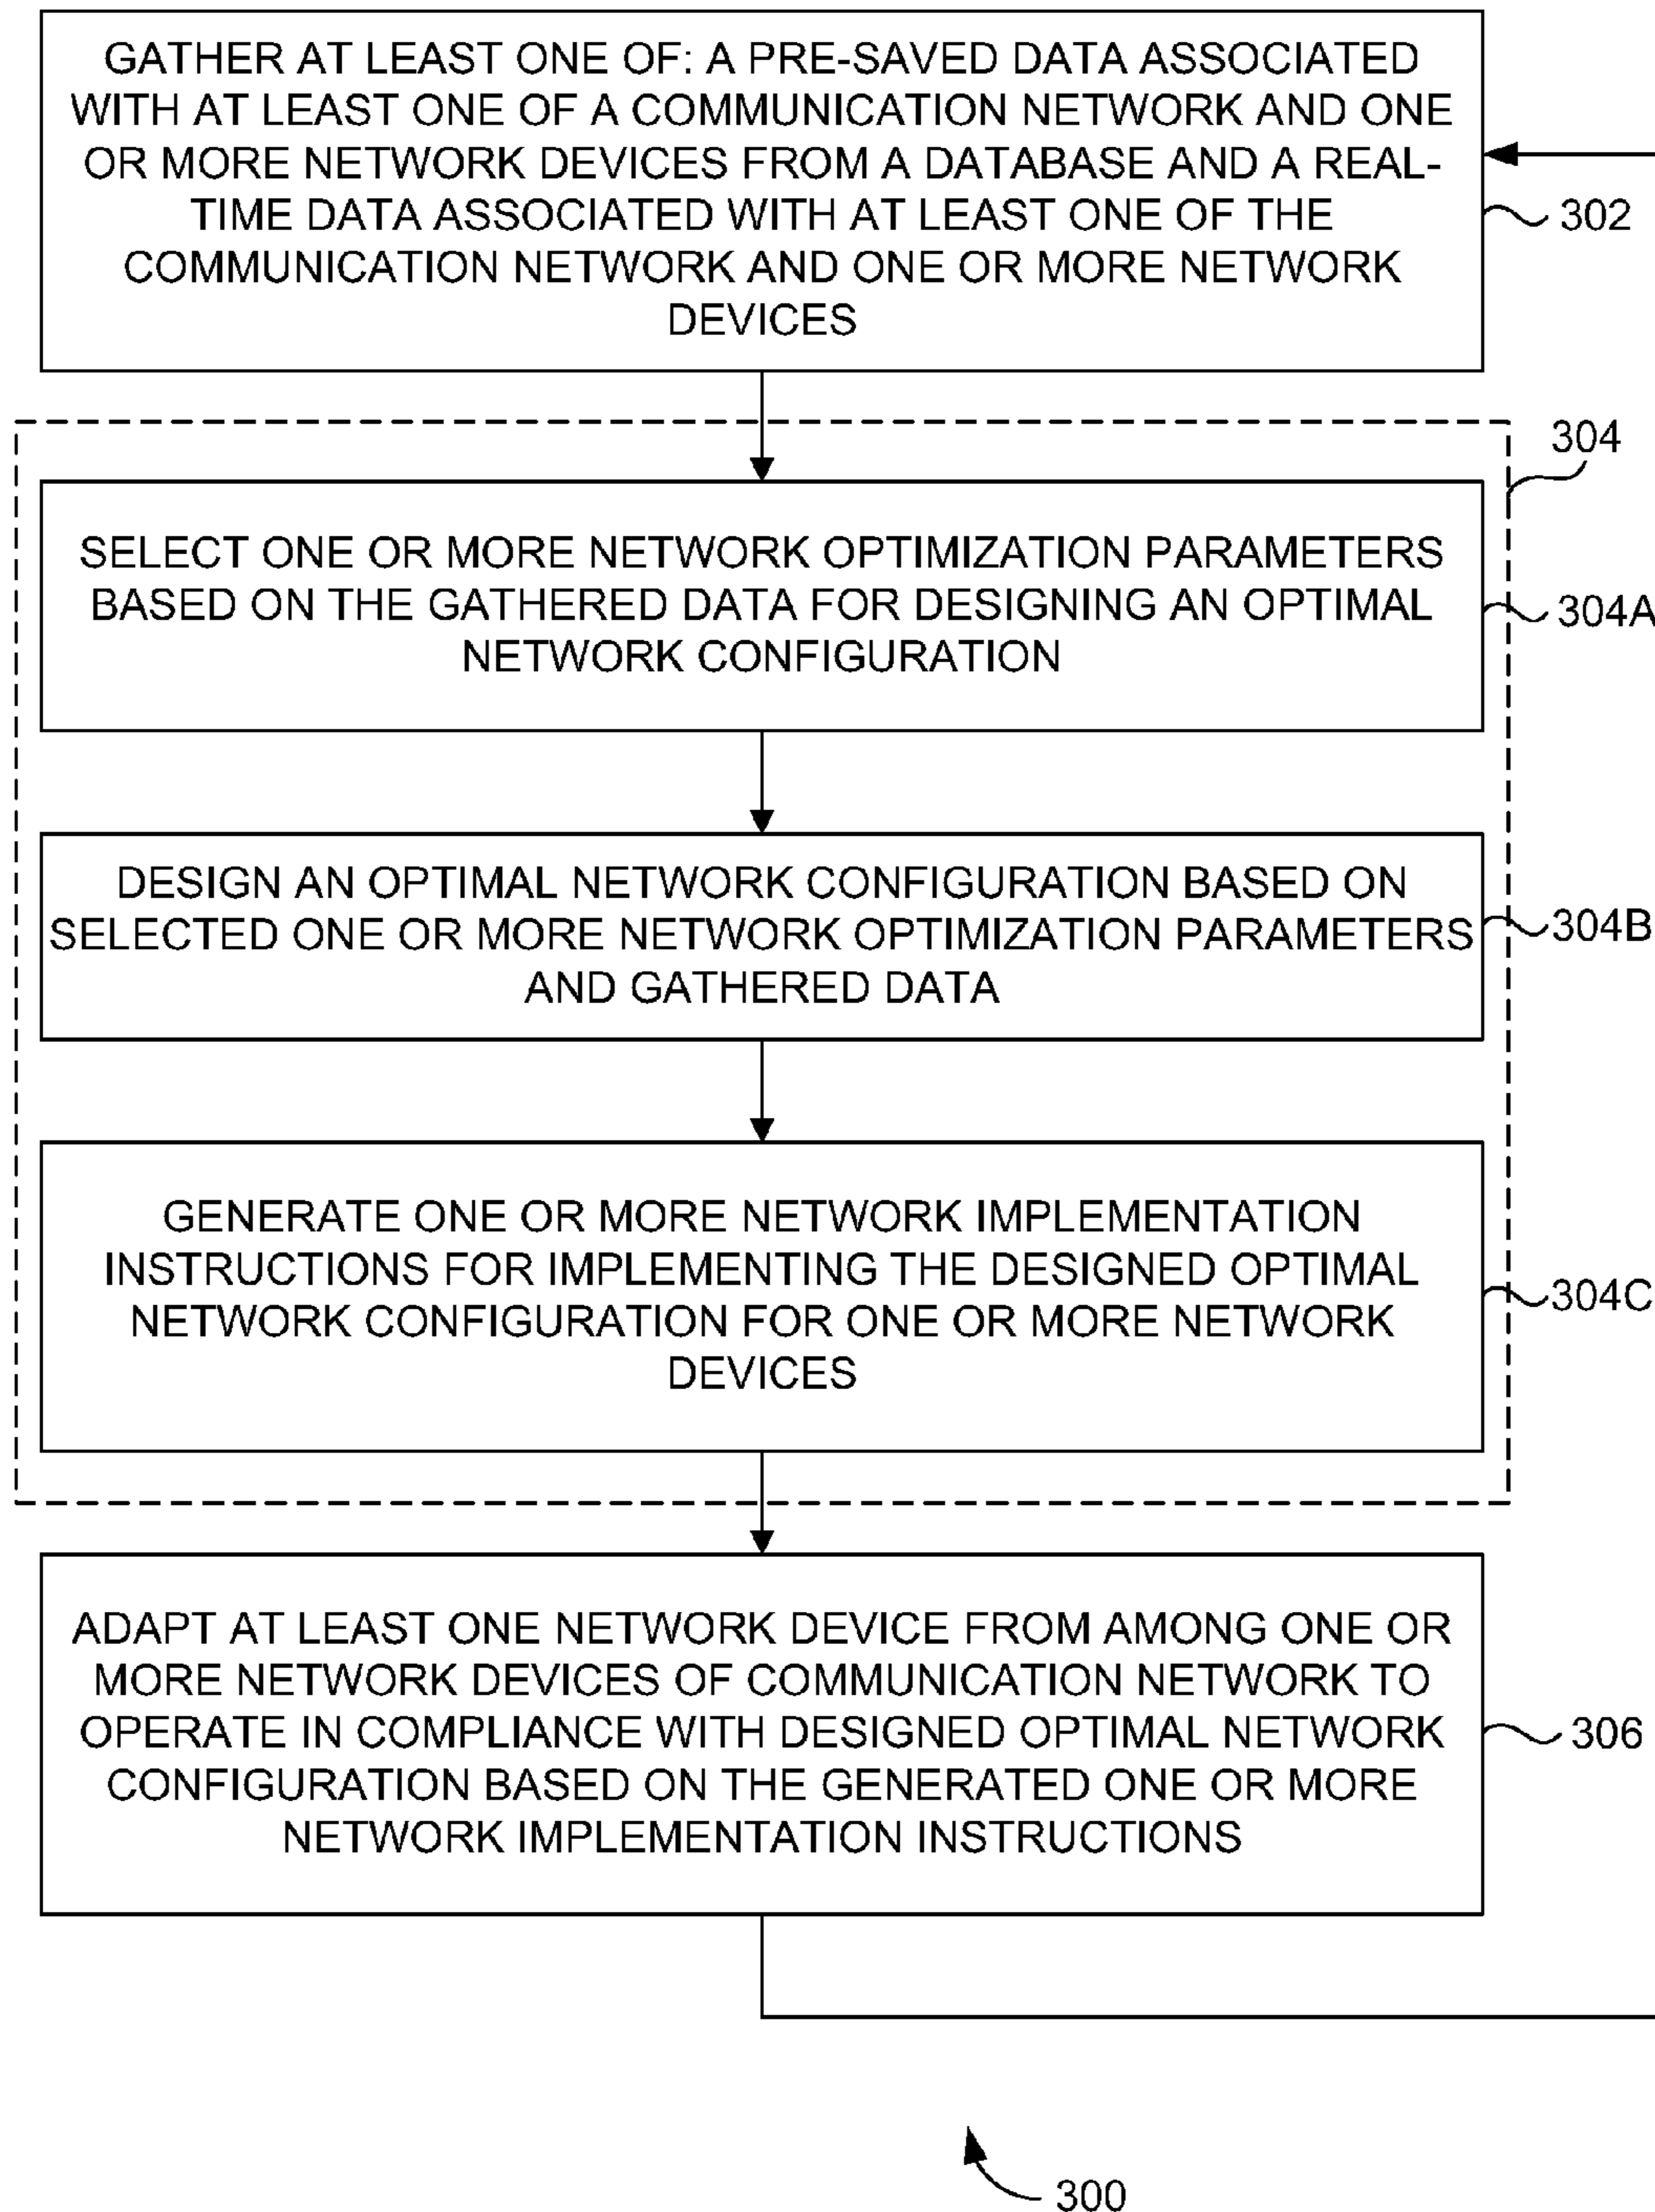 GATHER AT LEAST ONE OF: A PRE-SAVED DATA ASSOCIATED
WITH AT LEAST ONE OF A COMMUNICATION NETWORK AND ONE
OR MORE NETWORK DEVICES FROM A DATABASE AND A REAL-
TIME DATA ASSOCIATED WITH AT LEAST ONE OF THE
COMMUNICATION NETWORK AND ONE OR MORE NETWORK
DEVICES
302
304
SELECT ONE OR MORE NETWORK OPTIMIZATION PARAMETERS
BASED ON THE GATHERED DATA FOR DESIGNING AN OPTIMAL
NETWORK CONFIGURATION
304A
DESIGN AN OPTIMAL NETWORK CONFIGURATION BASED ON
SELECTED ONE OR MORE NETWORK OPTIMIZATION PARAMETERS
AND GATHERED DATA
304B
GENERATE ONE OR MORE NETWORK IMPLEMENTATION
INSTRUCTIONS FOR IMPLEMENTING THE DESIGNED OPTIMAL
NETWORK CONFIGURATION FOR ONE OR MORE NETWORK
DEVICES
304C
ADAPT AT LEAST ONE NETWORK DEVICE FROM AMONG ONE OR
MORE NETWORK DEVICES OF COMMUNICATION NETWORK TO
OPERATE IN COMPLIANCE WITH DESIGNED OPTIMAL NETWORK
CONFIGURATION BASED ON THE GENERATED ONE OR MORE
NETWORK IMPLEMENTATION INSTRUCTIONS
306
300